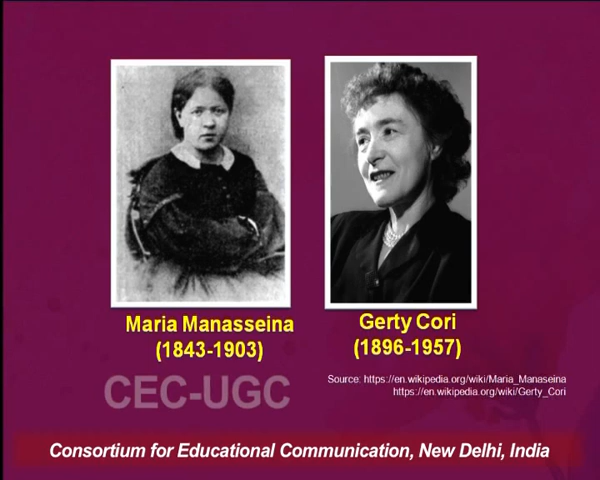 Maria Manasseina
(1843-1903)
Gerty Cori
(1896-1957)
CEC-UGC
Source: https://en.wikipedia.org/wiki/Maria_Manaseina
https://en.wikipedia.org/wiki/Gerty_Cori
Consortium for Educational Communication, New Delhi, India